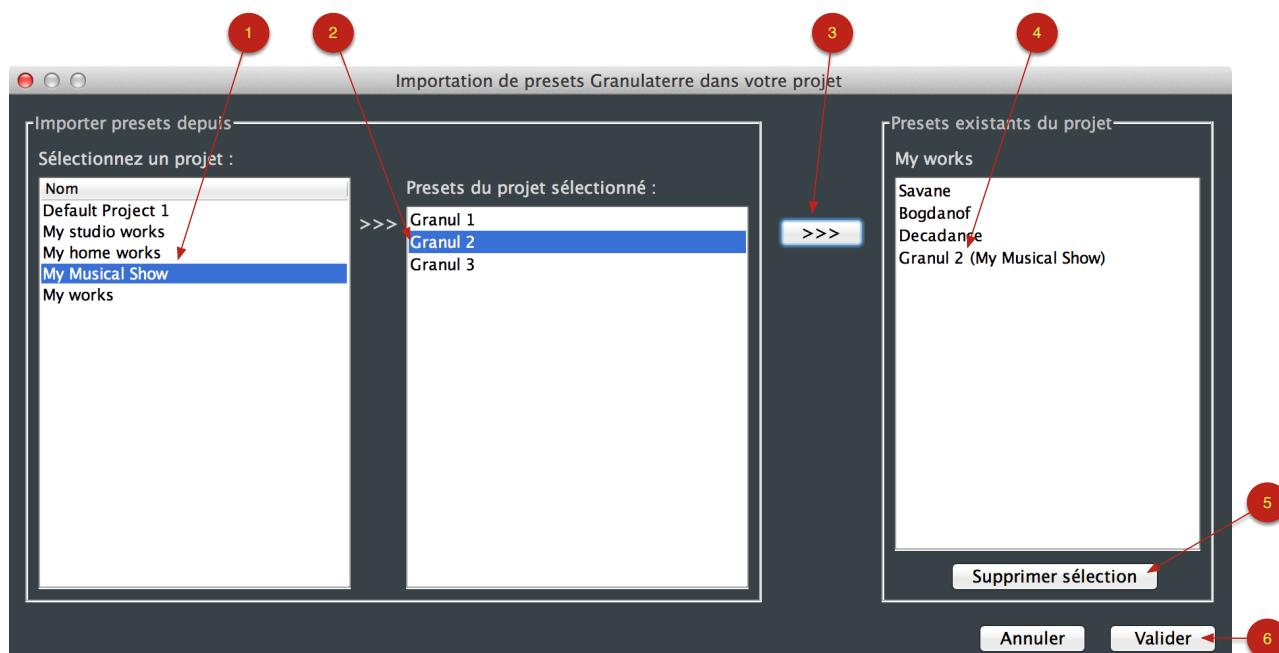 1
2
3
4
Importation de presets Granulaterre dans votre projet
Importer presets depuis
Sélectionnez un projet :
Nom
Default Project 1
My studio works
My home works
My Musical Show
My works
>>>
Presets du projet sélectionné :
Granul 1
Granul 2
Granul 3
>>>
Presets existants du projet
My works
Savane
Bogdanof
Decadance
Granul 2 (My Musical Show)
5
Supprimer sélection
Annuler
Valider
6